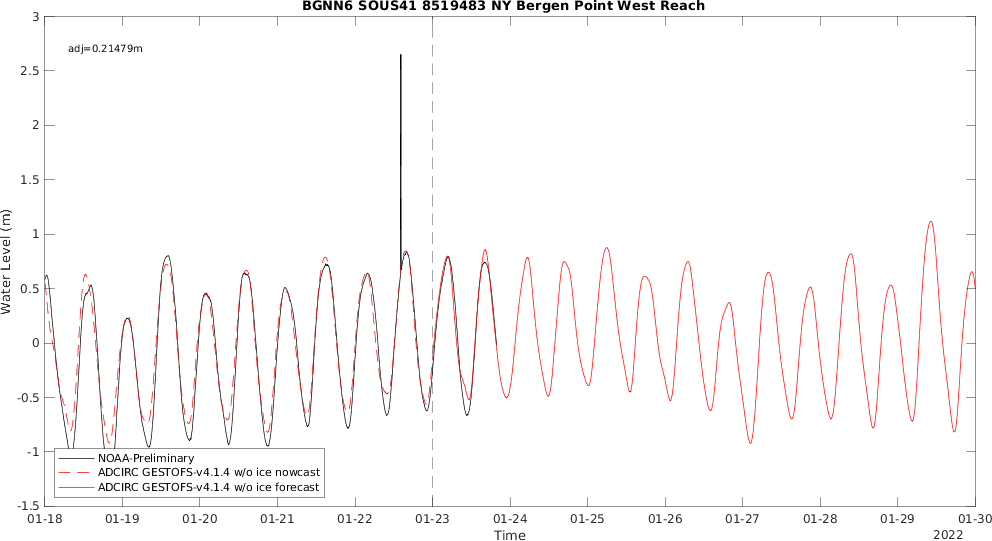 BGNN6 SOUS41 8519483 NY Bergen Point West Reach
adj=0.21479m
3
2.5
2
1.5
1
0.5
0
-0.5
-1
-1.5
Water Level (m)
NOAA-Preliminary
ADCIRC GESTOFS-v4.1.4 w/o ice nowcast
ADCIRC GESTOFS-v4.1.4 w/o ice forecast
01-18 01-19 01-20 01-21 01-22 01-23 01-24 01-25 01-26 01-27 01-28 01-29 01-30
Time
2022